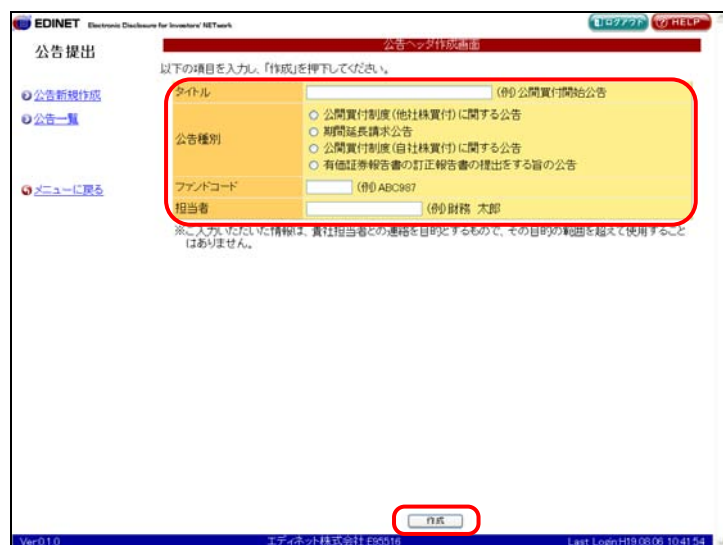 EDINET Electronic Disclosure for Investors' NETwork
ログアウト
HELP
公告提出
公告ヘッダ作成画面
以下の項目を入力し、「作成」を押下してください。
公告新規作成
公告一覧
メニューに戻る
タイトル (例) 公開買付開始公告
公告種別
公開買付制度(他社株買付)に関する公告
期間延長請求公告
公開買付制度(自社株買付)に関する公告
有価証券報告書の訂正報告書の提出をする旨の公告
ファンドコード (例) ABC987
担当者 (例) 財務 太郎
※ご入力いただいた情報は、貴社担当者との連絡を目的とするもので、その目的の範囲を超えて使用すること
はありません。
作成
Ver0.1.0 エディネット株式会社 E95516 Last Login:H19.08.06 10:41:54